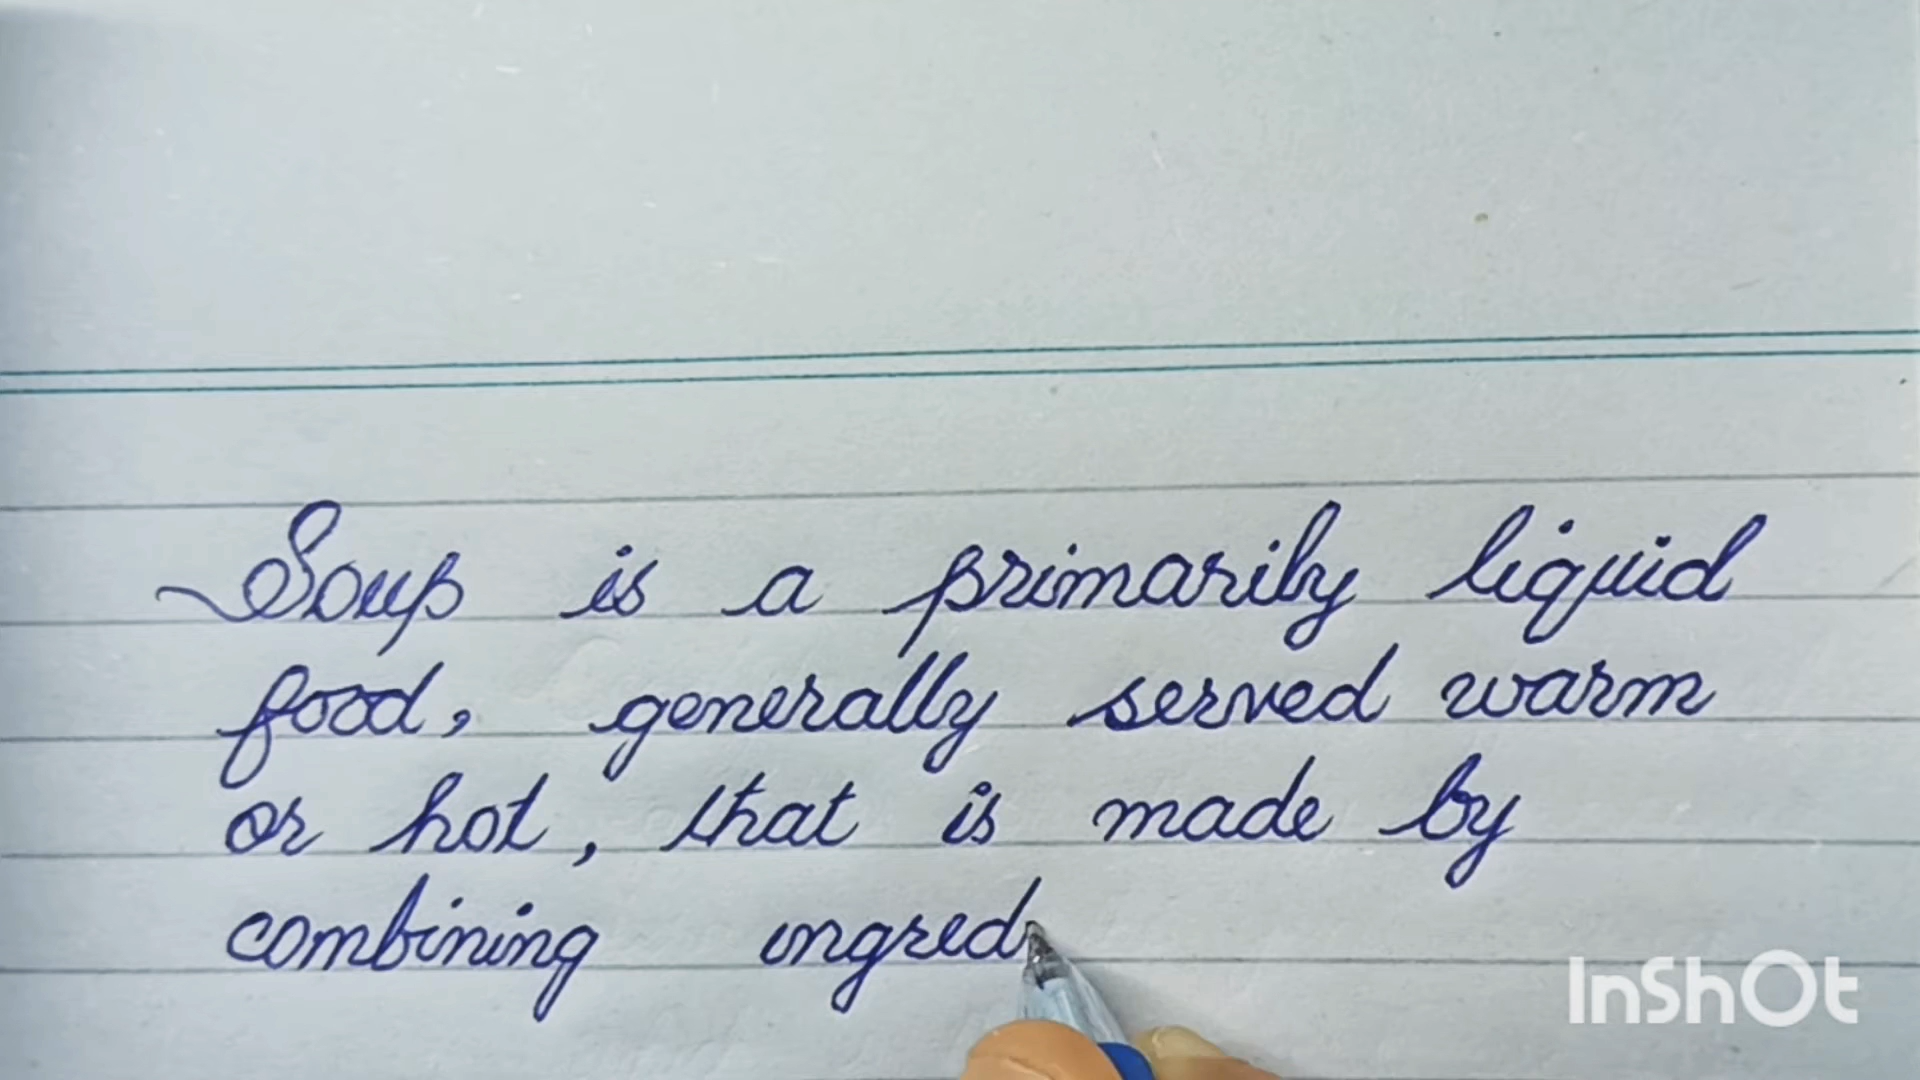 Soup is a primarily liquid
food, generally served warm
or hot, that is made by
combining ingred
InShOt